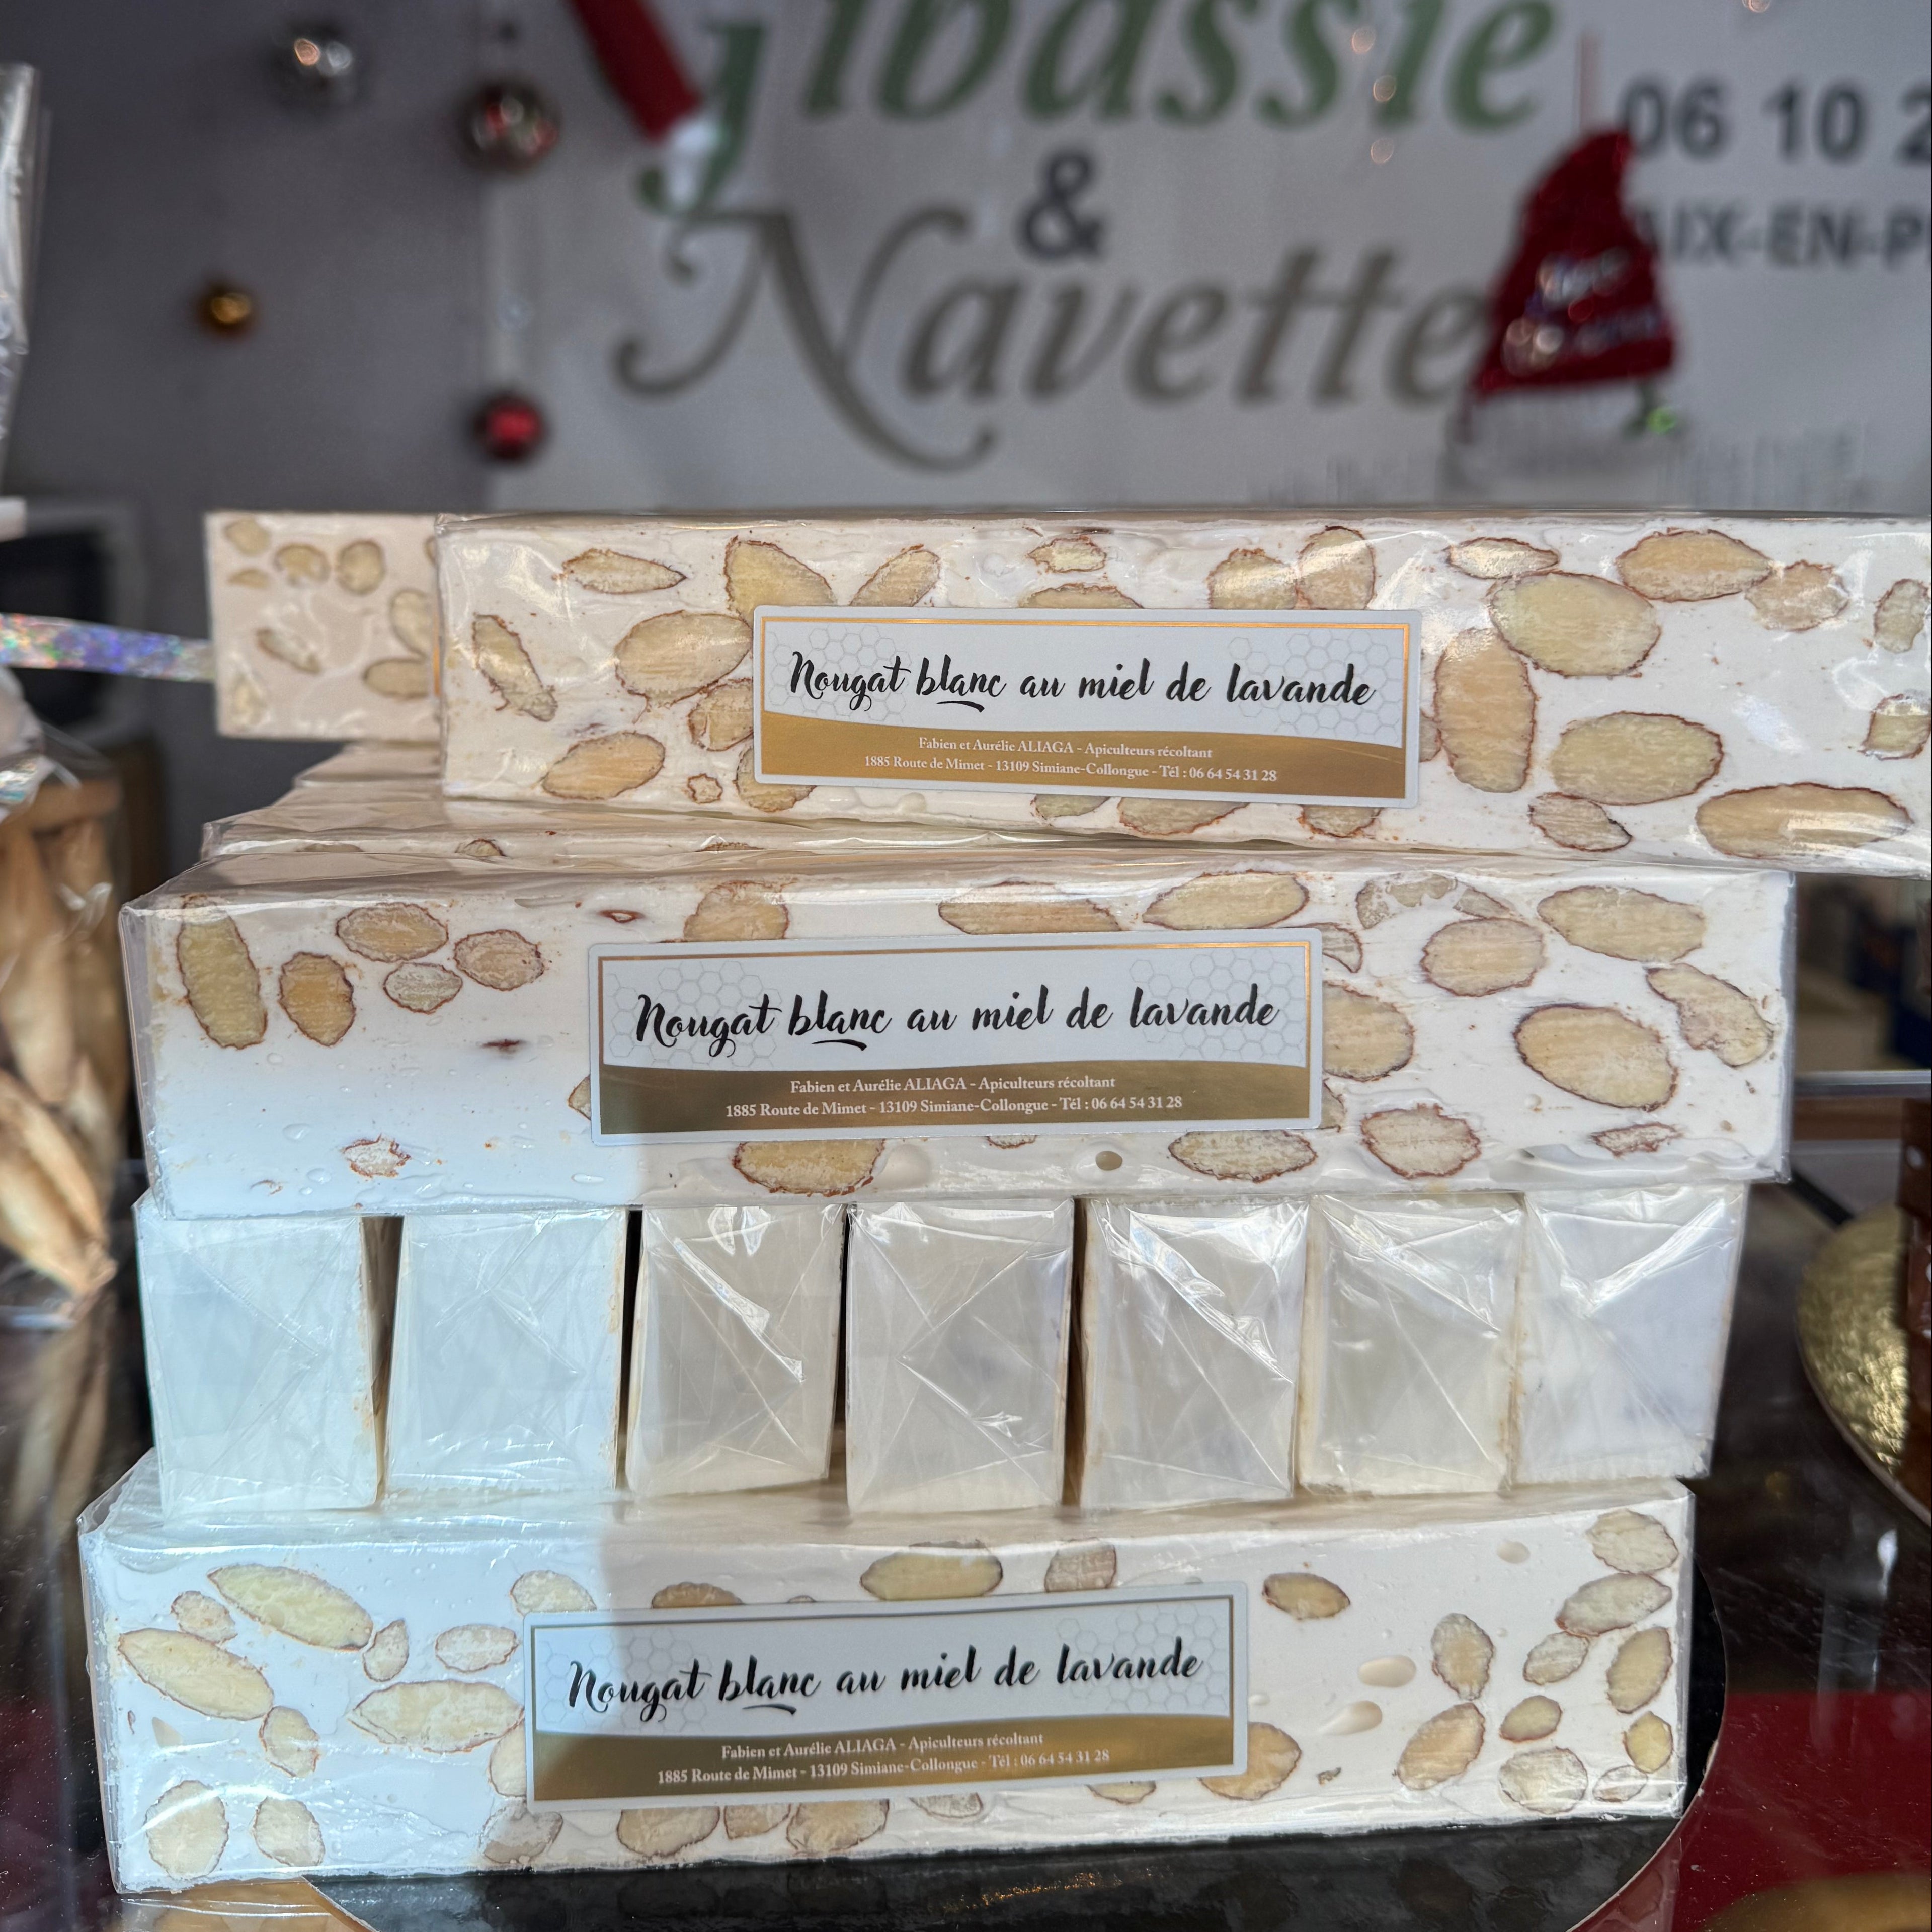 Gibassie
&
Navette
06 10 2
AIX-EN-P
Nougat blanc au miel de lavande
Fabien et Aurélie ALIAGA - Apiculteurs récoltant
1885 Route de Mimet - 13109 Simiane-Collongue - Tél : 06 64 54 31 28
Nougat blanc au miel de lavande
Fabien et Aurélie ALIAGA - Apiculteurs récoltant
1885 Route de Mimet - 13109 Simiane-Collongue - Tél : 06 64 54 31 28
Nougat blanc au miel de lavande
Fabien et Aurélie ALIAGA - Apiculteurs récoltant
1885 Route de Mimet - 13109 Simiane-Collongue - Tél : 06 64 54 31 28